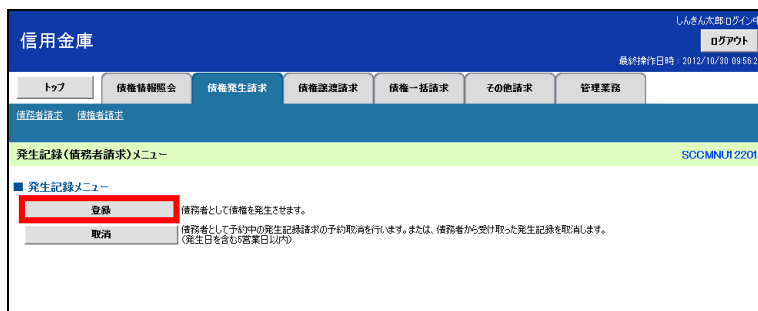 しんきん太郎ログイン中
信用金庫
ログアウト
最終操作日時：2012/10/30 09:56:2
トップ 債権情報照会 債権発生請求 債権譲渡請求 債権一括請求 その他請求 管理業務
債務者請求 債権者請求
発生記録（債務者請求）メニュー SCCMNU12201
■ 発生記録メニュー
登録 債務者として債権を発生させます。
取消 債務者として予約中の発生記録請求の予約取消を行います。または、債務者から受け取った発生記録を取消します。
（発生日を含む5営業日以内）